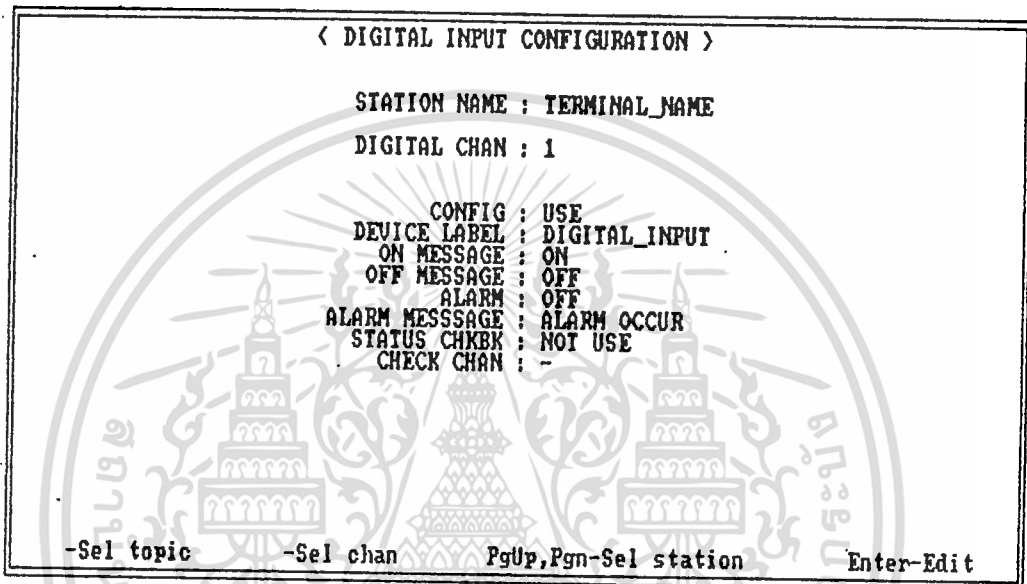 < DIGITAL INPUT CONFIGURATION >
STATION NAME : TERMINAL_NAME
DIGITAL CHAN : 1
CONFIG : USE
DEVICE LABEL : DIGITAL_INPUT
ON MESSAGE : ON
OFF MESSAGE : OFF
ALARM : OFF
ALARM MESSSAGE : ALARM OCCUR
STATUS CHKBK : NOT USE
CHECK CHAN : -
-Sel topic -Sel chan PgUp,Pgn-Sel station Enter-Edit